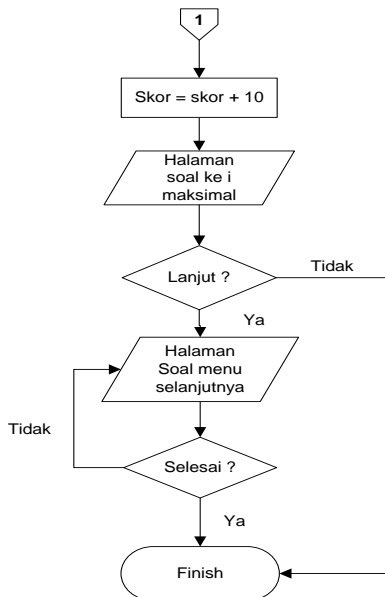 1
Skor = skor + 10
Halaman
soal ke i
maksimal
Lanjut ?
Tidak
Ya
Halaman
Soal menu
selanjutnya
Tidak
Selesai ?
Ya
Finish